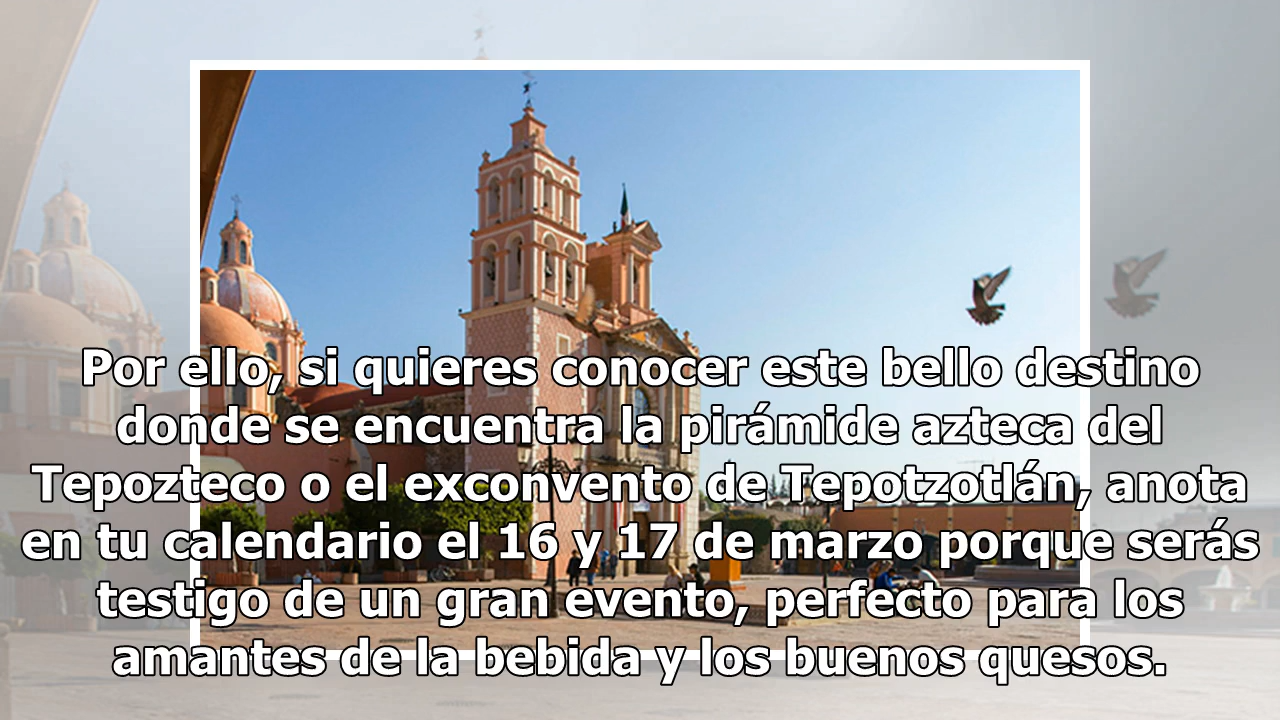 Por ello, si quieres conocer este bello destino
donde se encuentra la pirámide azteca del
Tepozteco o el exconvento de Tepotzotlán, anota
en tu calendario el 16 y 17 de marzo porque serás
testigo de un gran evento, perfecto para los
amantes de la bebida y los buenos quesos.